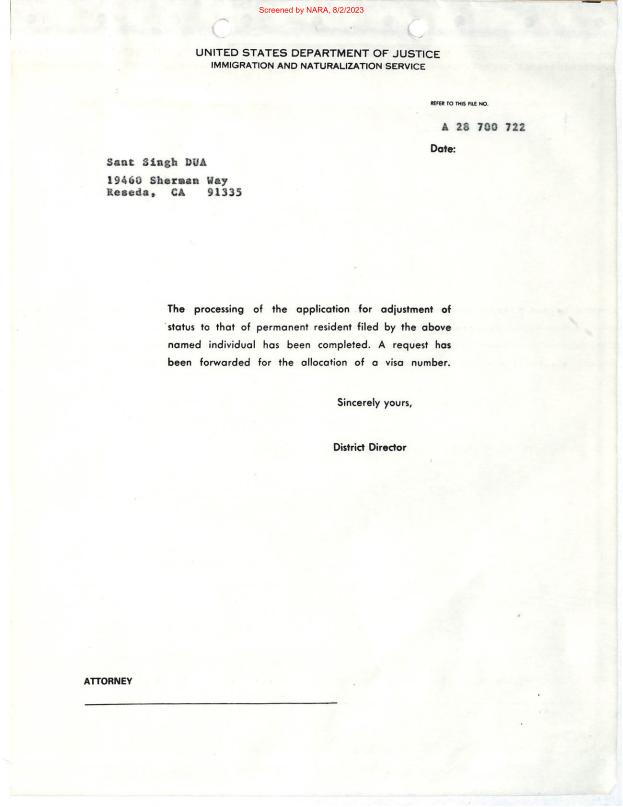 Screened by NARA, 8/2/2023
UNITED STATES DEPARTMENT OF JUSTICE
IMMIGRATION AND NATURALIZATION SERVICE
REFER TO THIS FILE NO.
A 28 700 722
Date:
Sant Singh DUA
19460 Sherman Way
Reseda, CA 91335
The processing of the application for adjustment of
status to that of permanent resident filed by the above
named individual has been completed. A request has
been forwarded for the allocation of a visa number.
Sincerely yours,
District Director
ATTORNEY